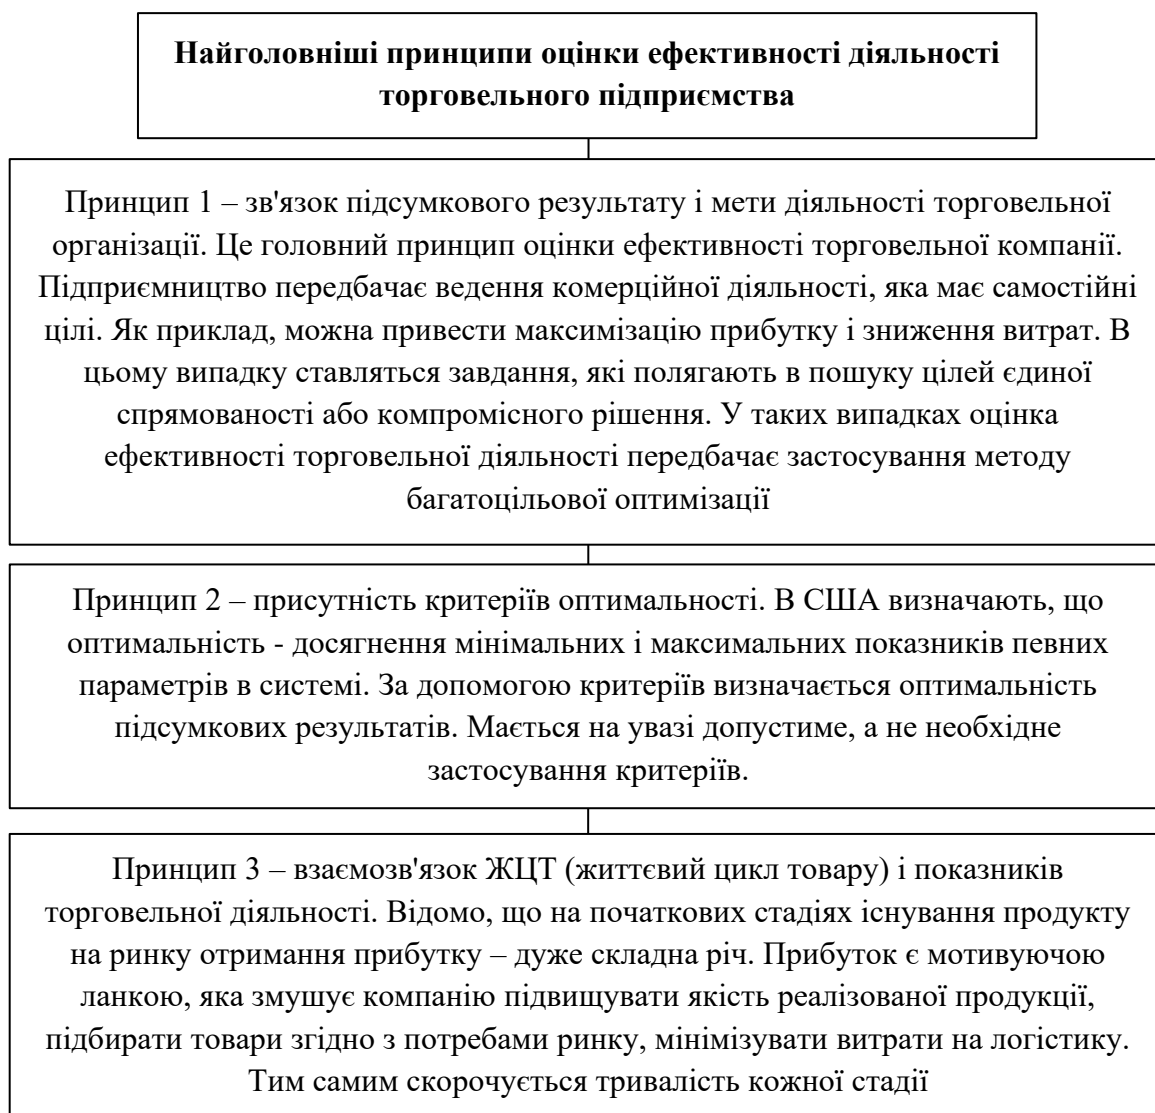 Найголовніші принципи оцінки ефективності діяльності
торговельного підприємства
Принцип 1 – зв'язок підсумкового результату і мети діяльності торговельної
організації. Це головний принцип оцінки ефективності торговельної компанії.
Підприємництво передбачає ведення комерційної діяльності, яка має самостійні
цілі. Як приклад, можна привести максимізацію прибутку і зниження витрат. В
цьому випадку ставляться завдання, які полягають в пошуку цілей єдиної
спрямованості або компромісного рішення. У таких випадках оцінка
ефективності торговельної діяльності передбачає застосування методу
багатоцільової оптимізації
Принцип 2 – присутність критеріїв оптимальності. В США визначають, що
оптимальність - досягнення мінімальних і максимальних показників певних
параметрів в системі. За допомогою критеріїв визначається оптимальність
підсумкових результатів. Мається на увазі допустиме, а не необхідне
застосування критеріїв.
Принцип 3 – взаємозв'язок ЖЦТ (життєвий цикл товару) і показників
торговельної діяльності. Відомо, що на початкових стадіях існування продукту
на ринку отримання прибутку – дуже складна річ. Прибуток є мотивуючою
ланкою, яка змушує компанію підвищувати якість реалізованої продукції,
підбирати товари згідно з потребами ринку, мінімізувати витрати на логістику.
Тим самим скорочується тривалість кожної стадії